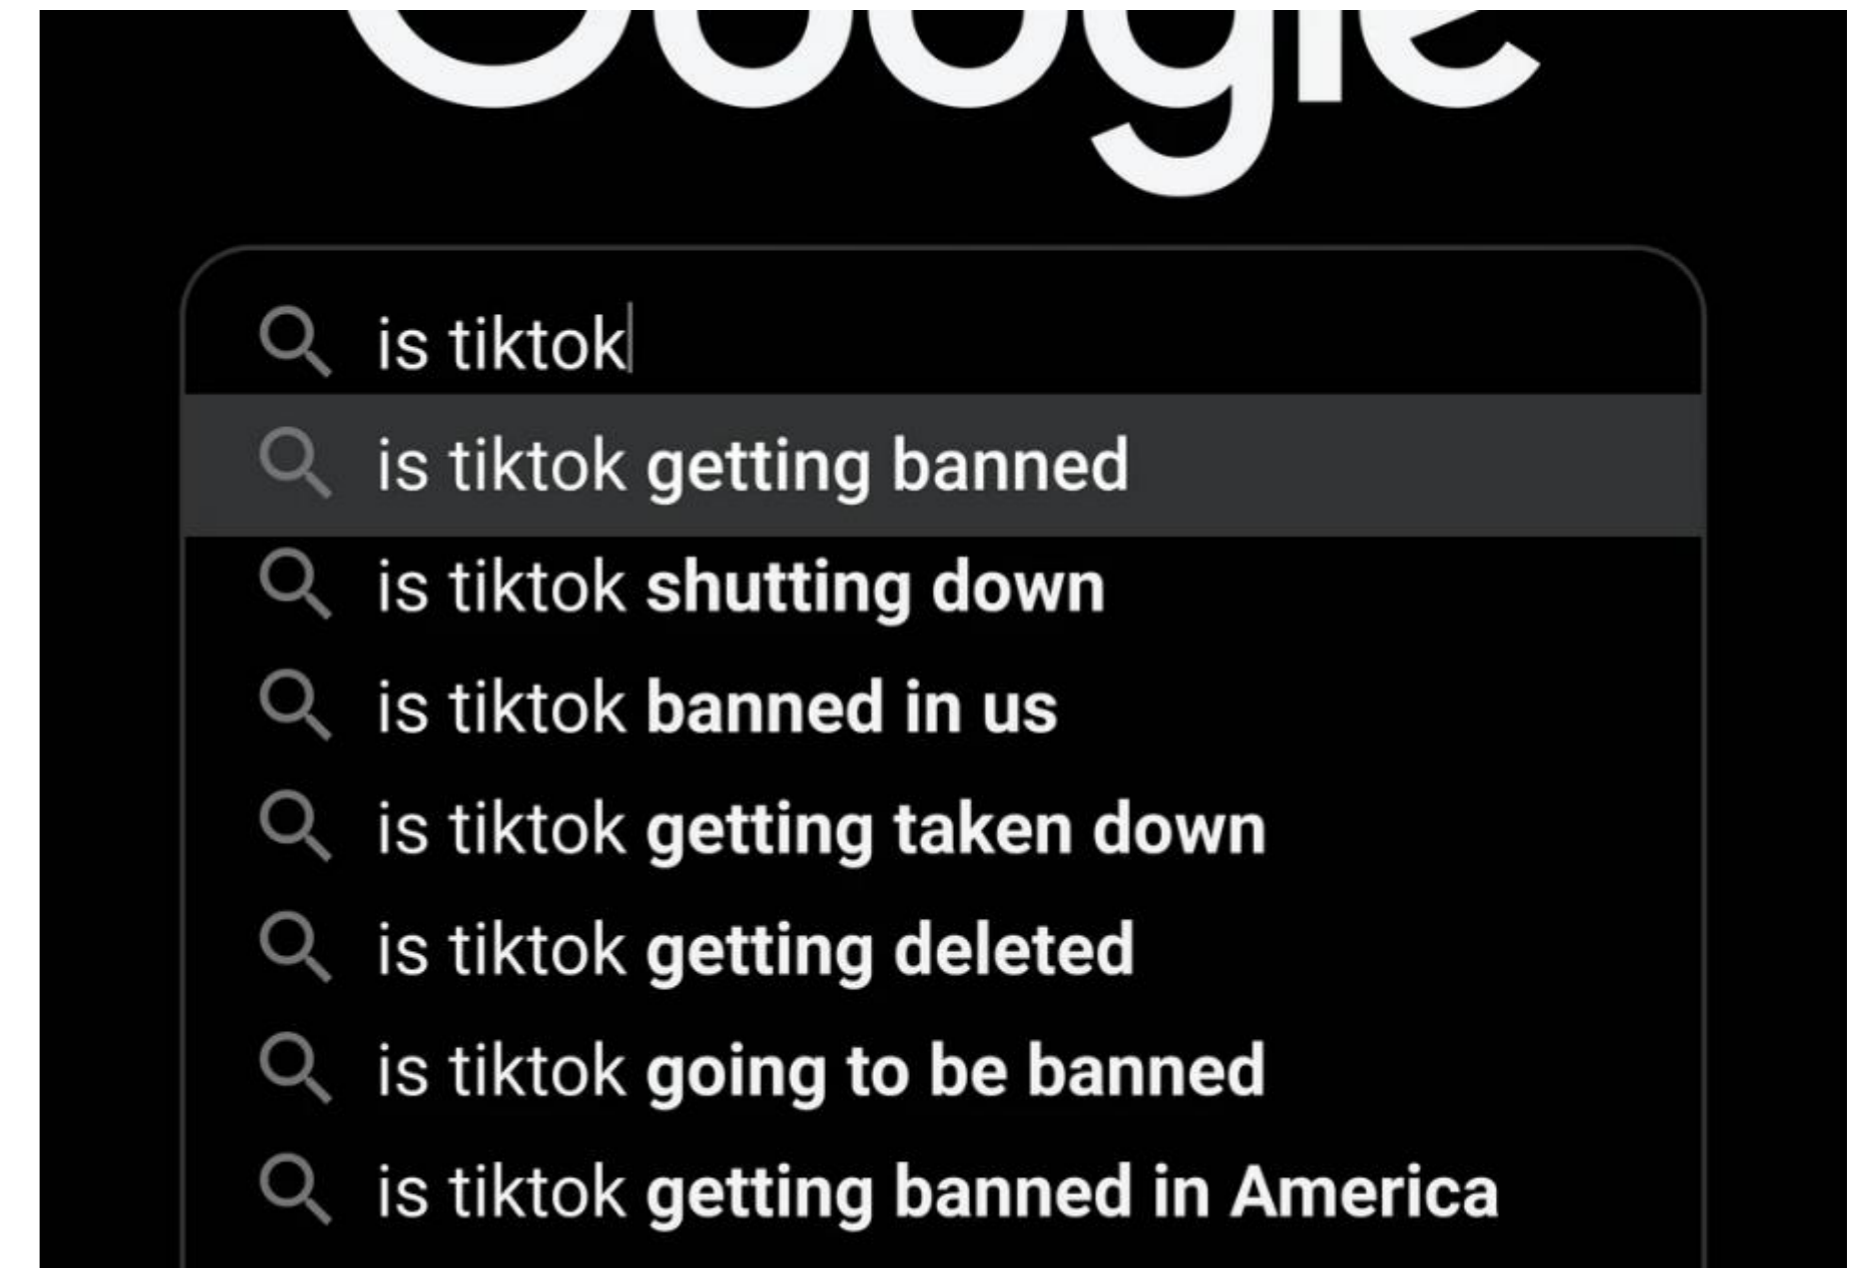 Google
is tiktok
is tiktok getting banned
is tiktok shutting down
is tiktok banned in us
is tiktok getting taken down
is tiktok getting deleted
is tiktok going to be banned
is tiktok getting banned in America